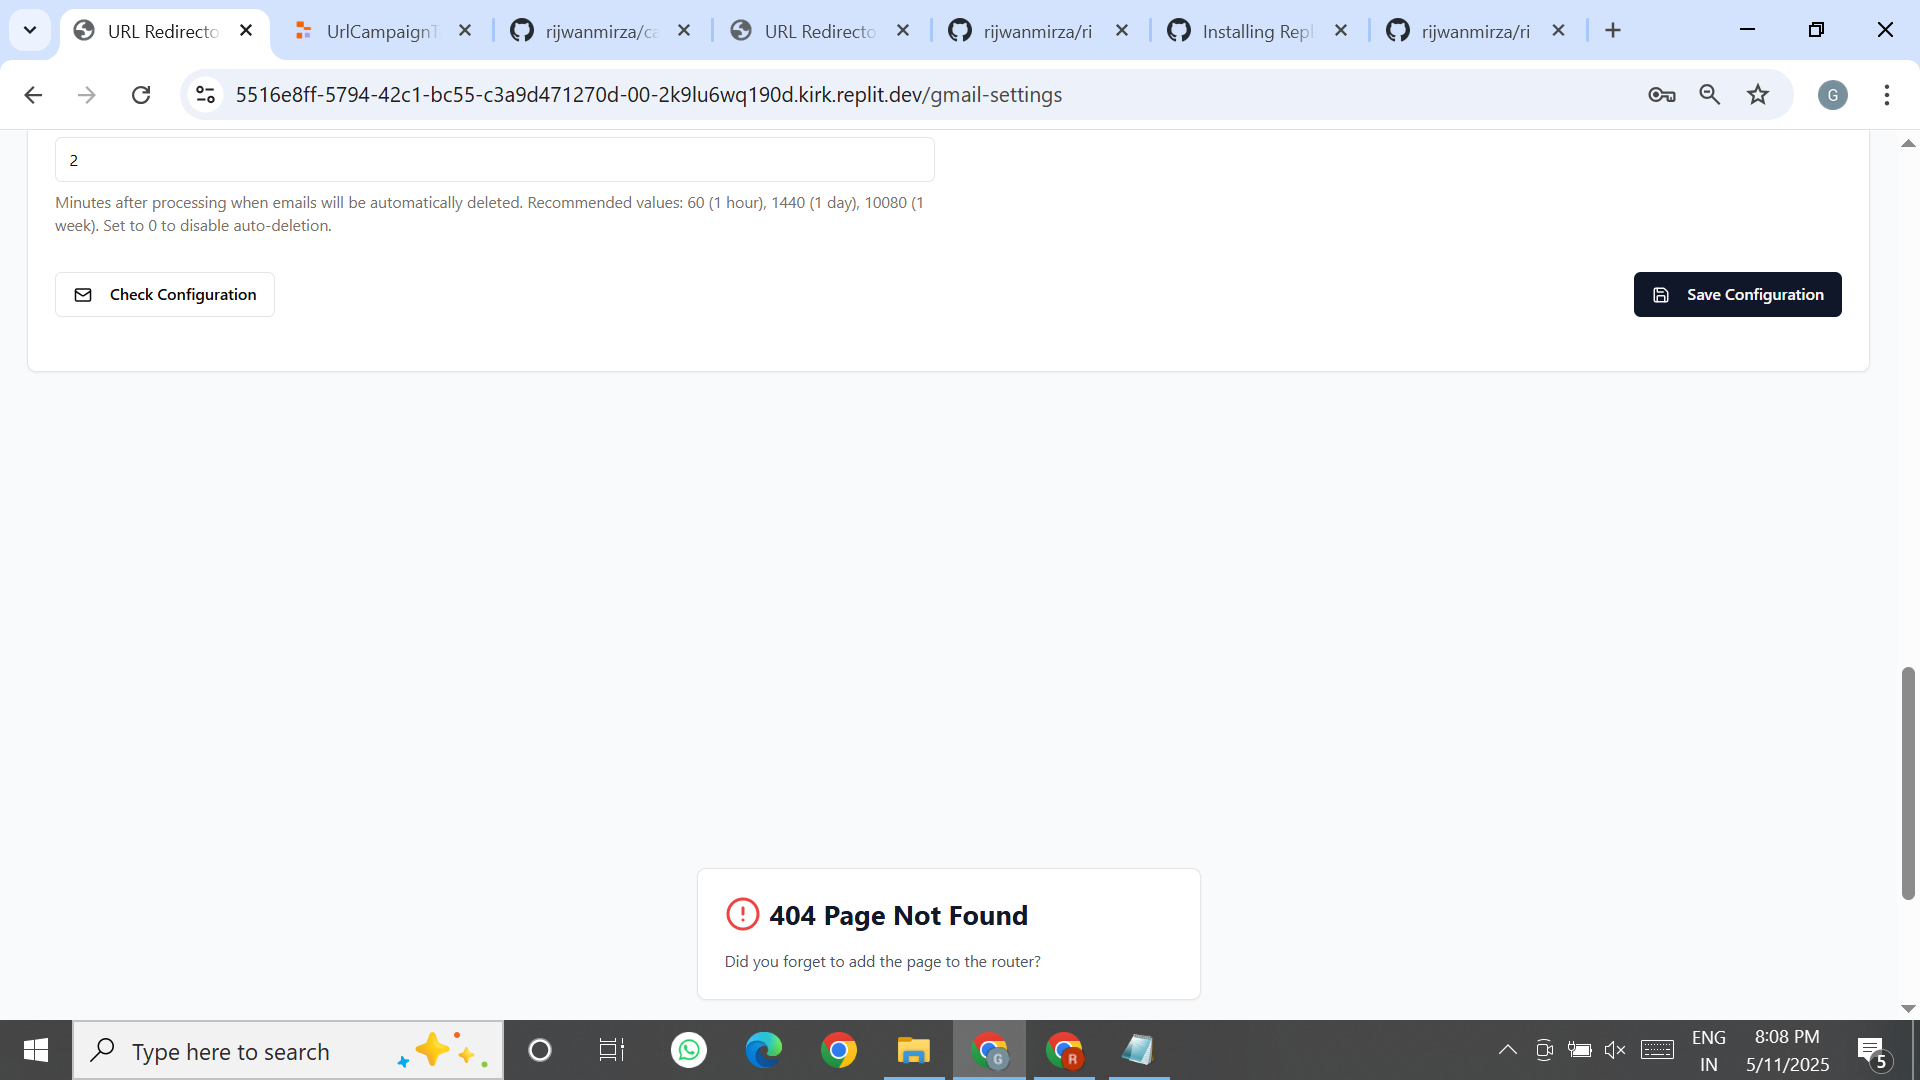 URL Redirecto
UrlCampaignT
rijwanmirza/ca
URL Redirecto
rijwanmirza/ri
Installing Repl
rijwanmirza/ri
5516e8ff-5794-42c1-bc55-c3a9d471270d-00-2k9lu6wq190d.kirk.replit.dev/gmail-settings
G
2
Minutes after processing when emails will be automatically deleted. Recommended values: 60 (1 hour), 1440 (1 day), 10080 (1
week). Set to 0 to disable auto-deletion.
Check Configuration
Save Configuration
404 Page Not Found
Did you forget to add the page to the router?
Type here to search
G
R
ENG
IN
8:08 PM
5/11/2025
5